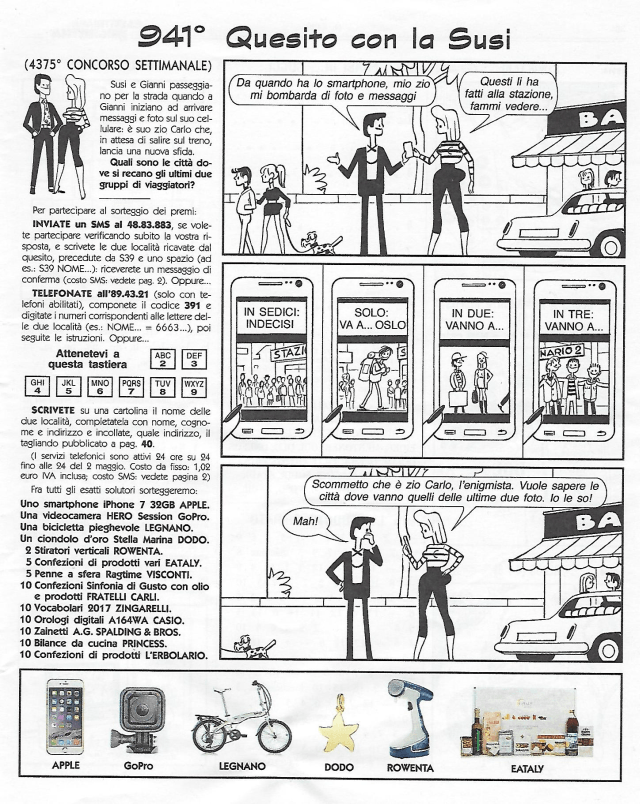 941° Quesito con la Susi
(4375° CONCORSO SETTIMANALE)
Susi e Gianni passeggia-
no per la strada quando a
Gianni iniziano ad arrivare
messaggi e foto sul suo cel-
lulare: è suo zio Carlo che,
in attesa di salire sul treno,
lancia una nuova sfida.
Quali sono le città do-
ve si recano gli ultimi due
gruppi di viaggiatori?
Per partecipare al sorteggio dei premi:
INVIATE un SMS al 48.83.883, se vole-
te partecipare verificando subito la vostra ri-
sposta, e scrivete le due località ricavate dal
quesito, precedute da S39 e uno spazio (ad
es.: S39 NOME...): riceverete un messaggio di
conferma (costo SMS: vedete pag. 2). Oppure...
TELEFONATE all'89.43.21 (solo con te-
lefoni abilitati), componete il codice 391 e
digitate i numeri corrispondenti alle lettere del-
le due località (es.: NOME... = 6663...), poi
seguite le istruzioni. Oppure...
Attenetevi a
questa tastiera
ABC 2
DEF 3
GHI 4
JKL 5
MNO 6
PQRS 7
TUV 8
WXYZ 9
SCRIVETE su una cartolina il nome delle
due località, completatela con nome, cogno-
me e indirizzo e incollate, quale indirizzo, il
tagliando pubblicato a pag. 40.
(I servizi telefonici sono attivi 24 ore su 24
fino alle 24 del 2 maggio. Costo da fisso: 1,02
euro IVA inclusa; costo SMS: vedete pagina 2)
Fra tutti gli esatti solutori sorteggeremo:
Uno smartphone iPhone 7 32GB APPLE.
Una videocamera HERO Session GoPro.
Una bicicletta pieghevole LEGNANO.
Un ciondolo d'oro Stella Marina DODO.
2 Stiratori verticali ROWENTA.
5 Confezioni di prodotti vari EATALY.
5 Penne a sfera Ragtime VISCONTI.
10 Confezioni Sinfonia di Gusto con olio
e prodotti FRATELLI CARLI.
10 Vocabolari 2017 ZINGARELLI.
10 Orologi digitali A164WA CASIO.
10 Zainetti A.G. SPALDING & BROS.
10 Bilance da cucina PRINCESS.
10 Confezioni di prodotti L'ERBOLARIO.
Da quando ha lo smartphone, mio zio
mi bombarda di foto e messaggi
Questi li ha
fatti alla stazione,
fammi vedere...
BA
IN SEDICI:
INDECISI
STAZI
SOLO:
VA A... OSLO
IN DUE:
VANNO A...
IN TRE:
VANNO A...
NARIO 2
Scommetto che è zio Carlo, l'enigmista. Vuole sapere le
città dove vanno quelli delle ultime due foto. Io le so!
Mah!
BA
APPLE
GoPro
LEGNANO
DODO
ROWENTA
EATALY